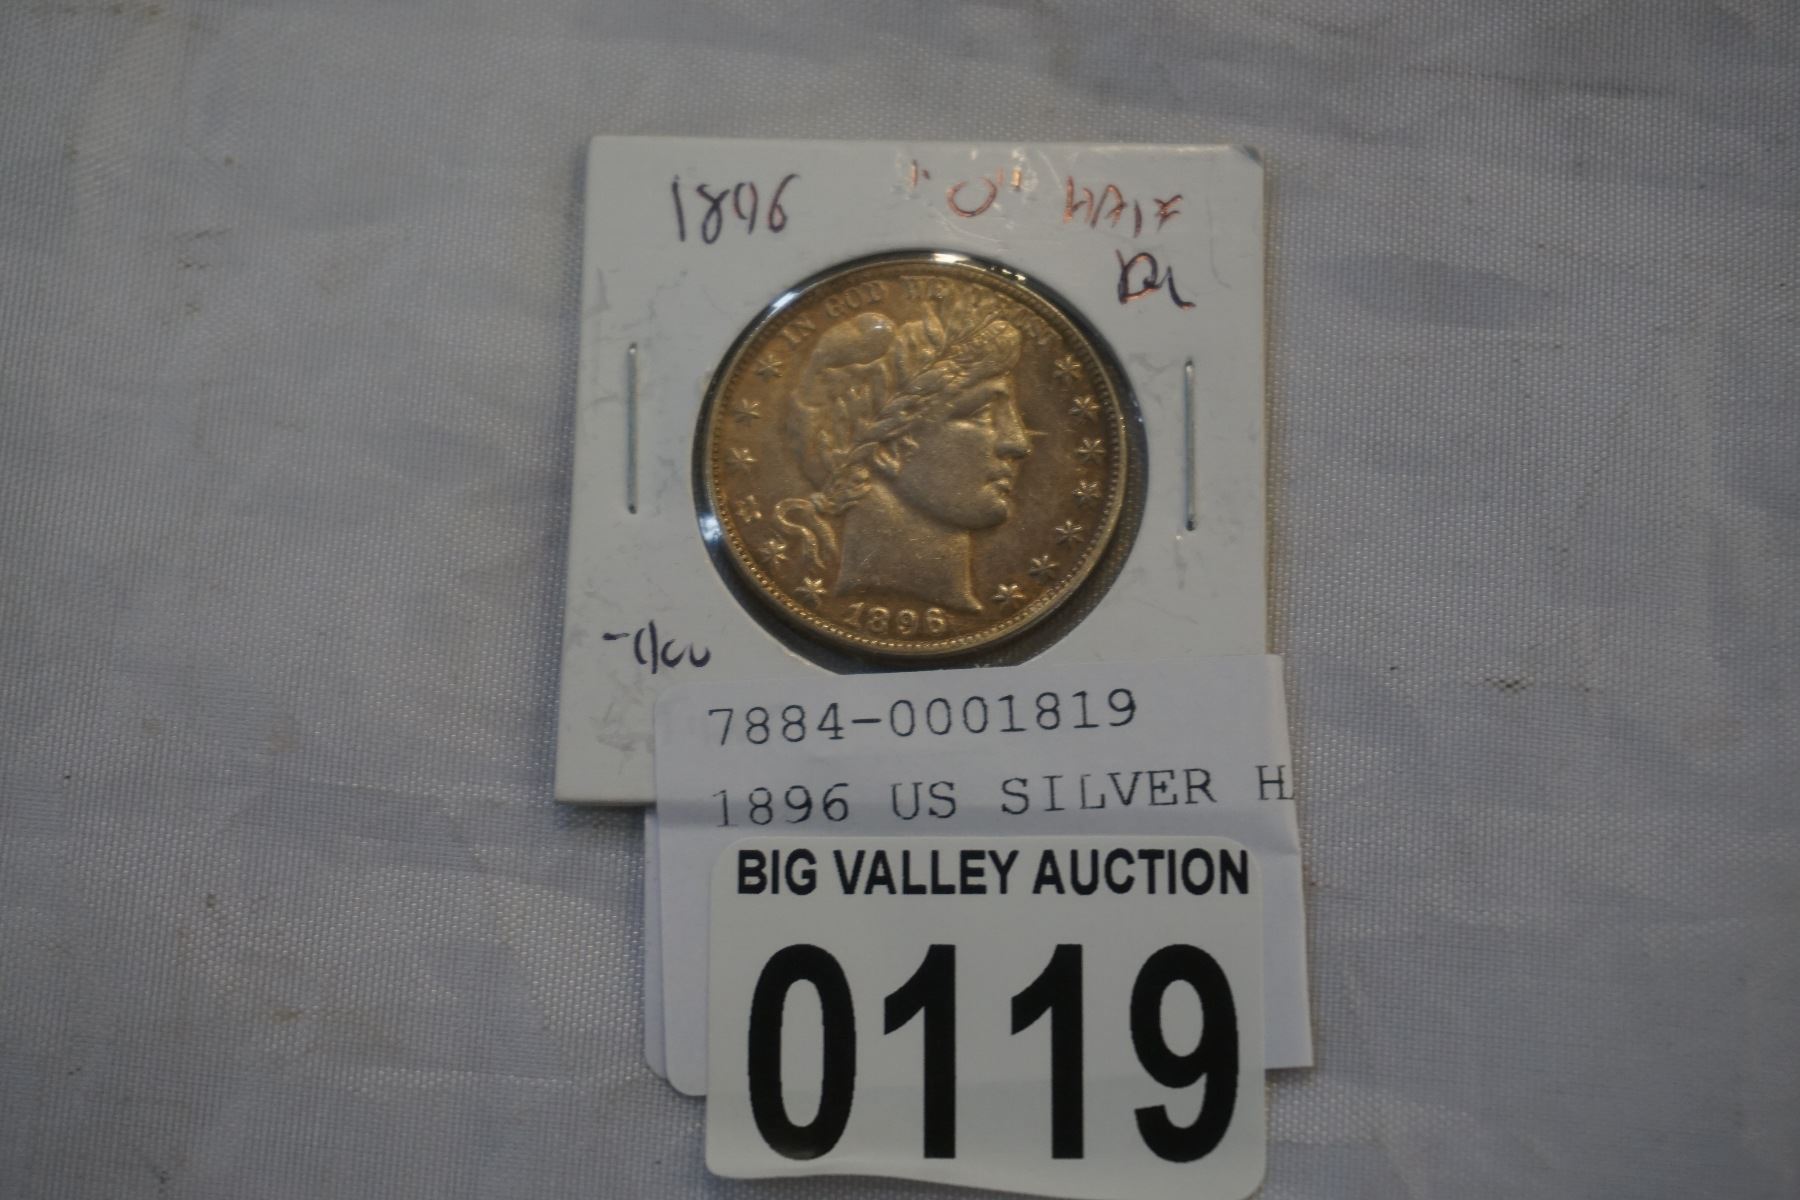 1896 "O" HALF
IN GOD WE TRUST
1896
7884-0001819
1896 US SILVER H
BIG VALLEY AUCTION
0119